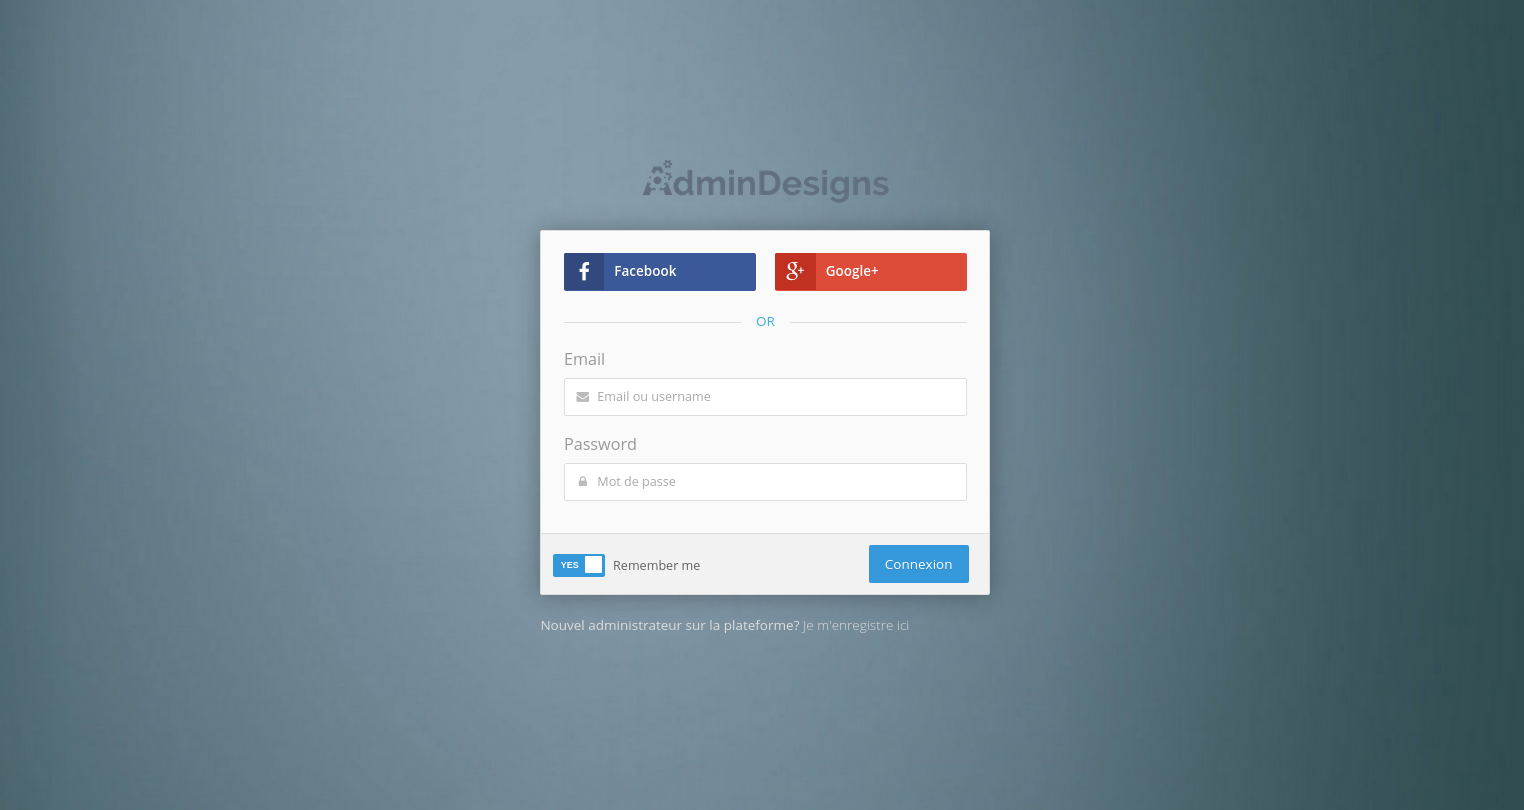 AdminDesigns
Facebook
Google+
OR
Email
Email ou username
Password
Mot de passe
YES
Remember me
Connexion
Nouvel administrateur sur la plateforme? Je m'enregistre ici